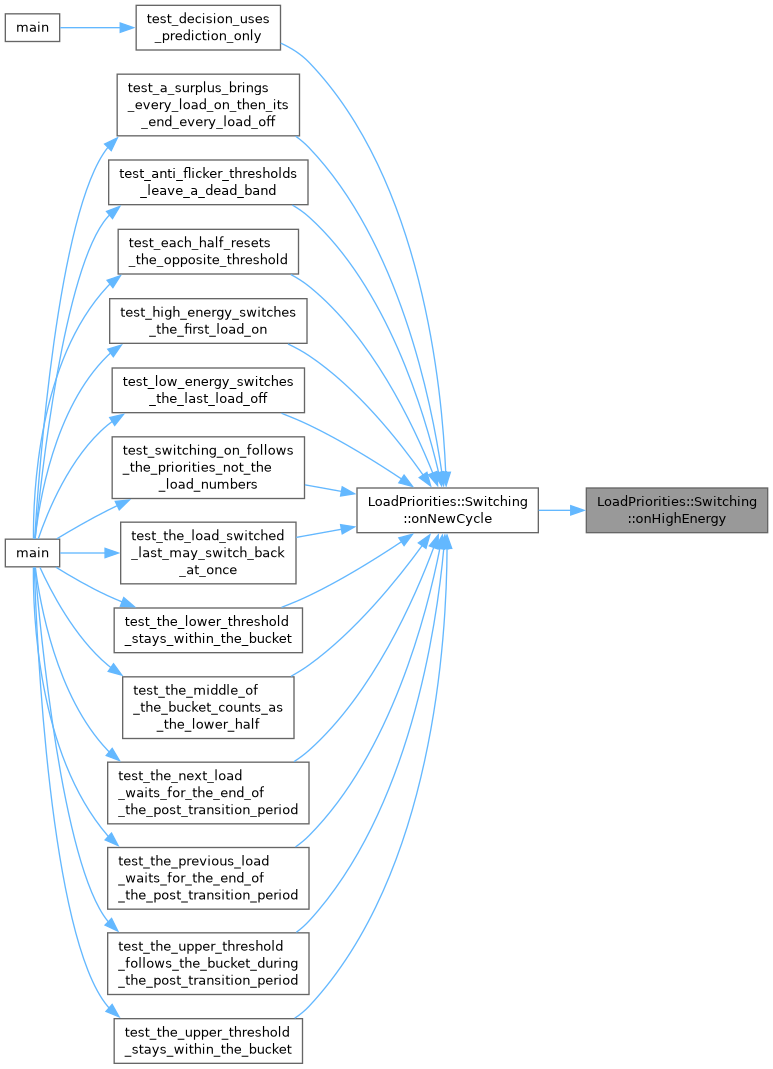 main
test_decision_uses
_prediction_only
test_a_surplus_brings
_every_load_on_then_its
_end_every_load_off
test_anti_flicker_thresholds
_leave_a_dead_band
test_each_half_resets
_the_opposite_threshold
test_high_energy_switches
_the_first_load_on
test_low_energy_switches
_the_last_load_off
test_switching_on_follows
_the_priorities_not_the
_load_numbers
LoadPriorities::Switching
::onNewCycle
LoadPriorities::Switching
::onHighEnergy
main
test_the_load_switched
_last_may_switch_back
_at_once
test_the_lower_threshold
_stays_within_the_bucket
test_the_middle_of
_the_bucket_counts_as
_the_lower_half
test_the_next_load
_waits_for_the_end_of
_the_post_transition_period
test_the_previous_load
_waits_for_the_end_of
_the_post_transition_period
test_the_upper_threshold
_follows_the_bucket_during
_the_post_transition_period
test_the_upper_threshold
_stays_within_the_bucket